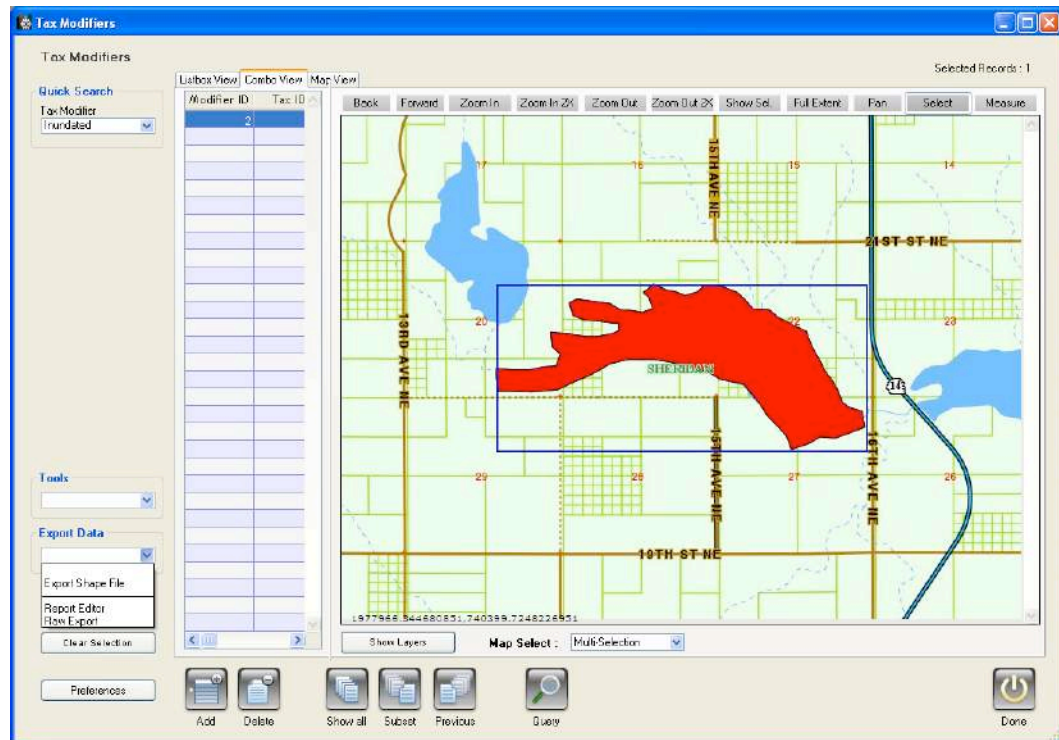 Tax Modifiers
Tax Modifiers
Selected Records : 1
Quick Search
Tax Modifier
Inundated
Listbox View Combo View Map View
Modifier ID Tax ID
2
Back Forward Zoom In Zoom In 2X Zoom Out Zoom Out 2X Show Sel. Full Extent Pan Select Measure
17 16 15 14
15TH AVE NE
21ST ST NE
20 22 23
13RD AVE NE
SHERIDAN
14
15TH AVE NE
16TH AVE NE
29 28 27 26
19TH ST NE
1977966.844680851,740399.7248226951
Tools
Export Data
Export Shape File
Report Editor
Raw Export
Clear Selection
Preferences
Show Layers
Map Select : Multi-Selection
Add Delete Show all Subset Previous Query Done